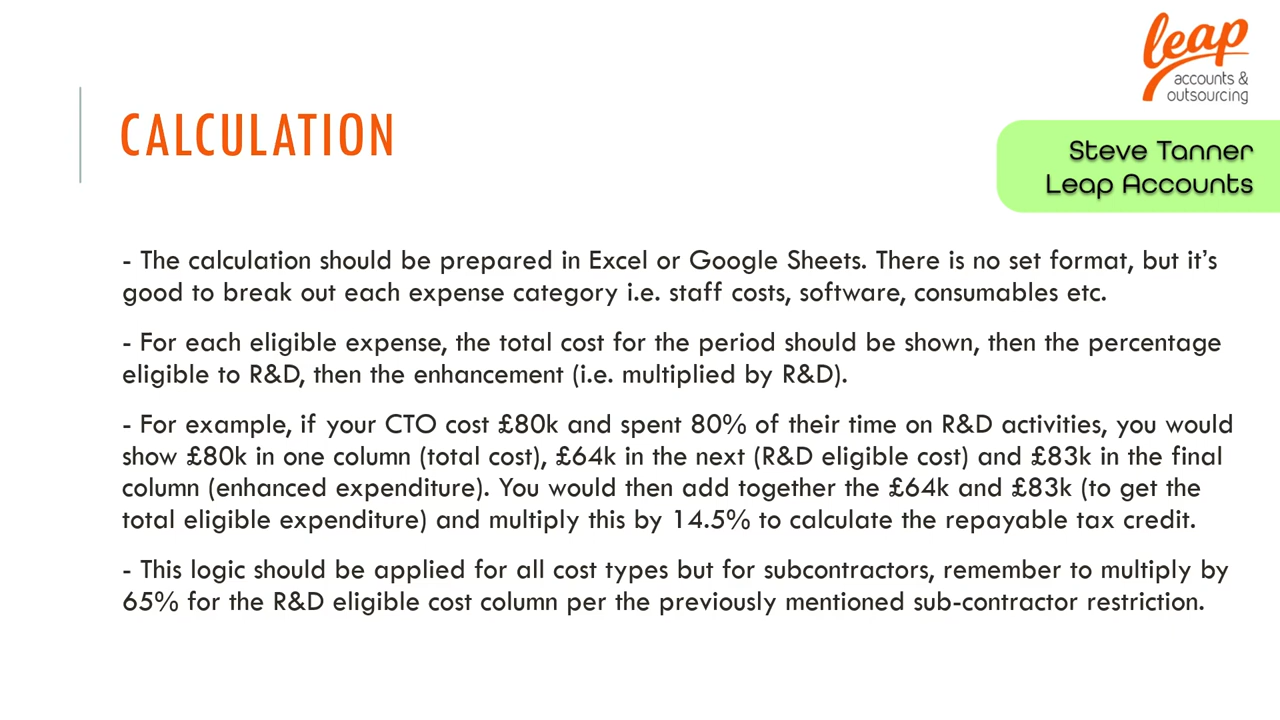 leap
accounts &
outsourcing
CALCULATION
Steve Tanner
Leap Accounts
- The calculation should be prepared in Excel or Google Sheets. There is no set format, but it’s
good to break out each expense category i.e. staff costs, software, consumables etc.
- For each eligible expense, the total cost for the period should be shown, then the percentage
eligible to R&D, then the enhancement (i.e. multiplied by R&D).
- For example, if your CTO cost £80k and spent 80% of their time on R&D activities, you would
show £80k in one column (total cost), £64k in the next (R&D eligible cost) and £83k in the final
column (enhanced expenditure). You would then add together the £64k and £83k (to get the
total eligible expenditure) and multiply this by 14.5% to calculate the repayable tax credit.
- This logic should be applied for all cost types but for subcontractors, remember to multiply by
65% for the R&D eligible cost column per the previously mentioned sub-contractor restriction.